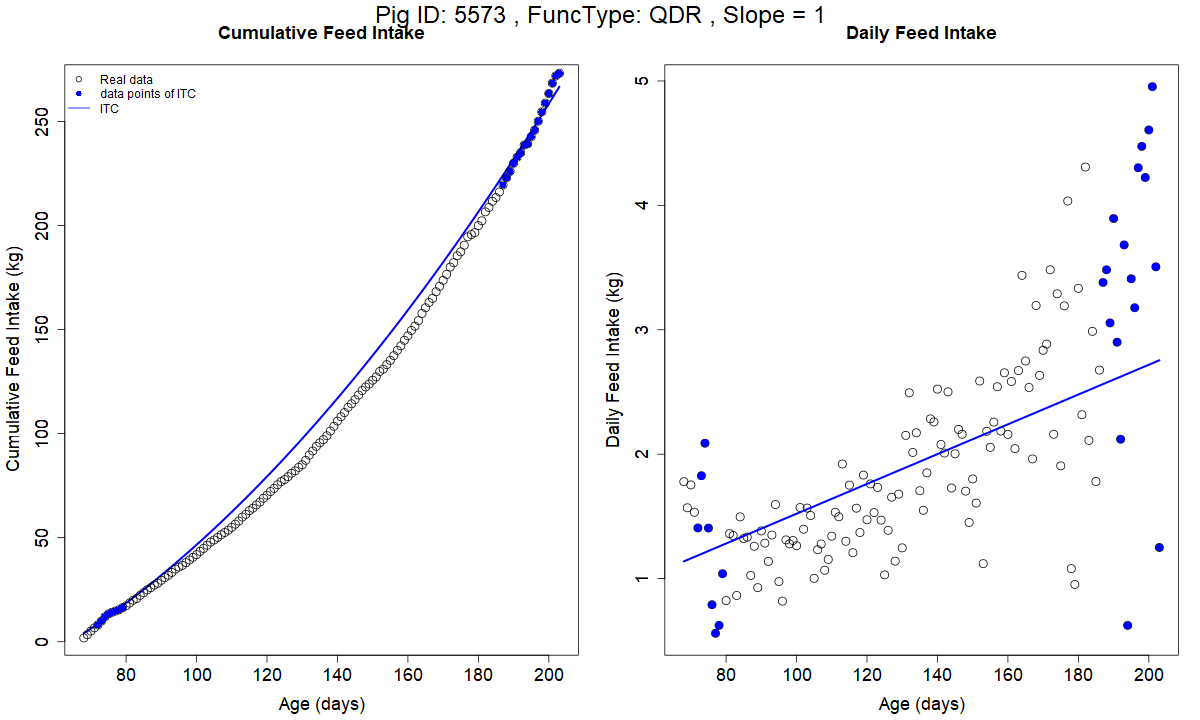 Pig ID: 5573 , FuncType: QDR , Slope = 1
Cumulative Feed Intake
Real data
data points of ITC
ITC
Cumulative Feed Intake (kg)
0
50
100
150
200
250
80
100
120
140
160
180
200
Age (days)
Daily Feed Intake
Daily Feed Intake (kg)
1
2
3
4
5
80
100
120
140
160
180
200
Age (days)